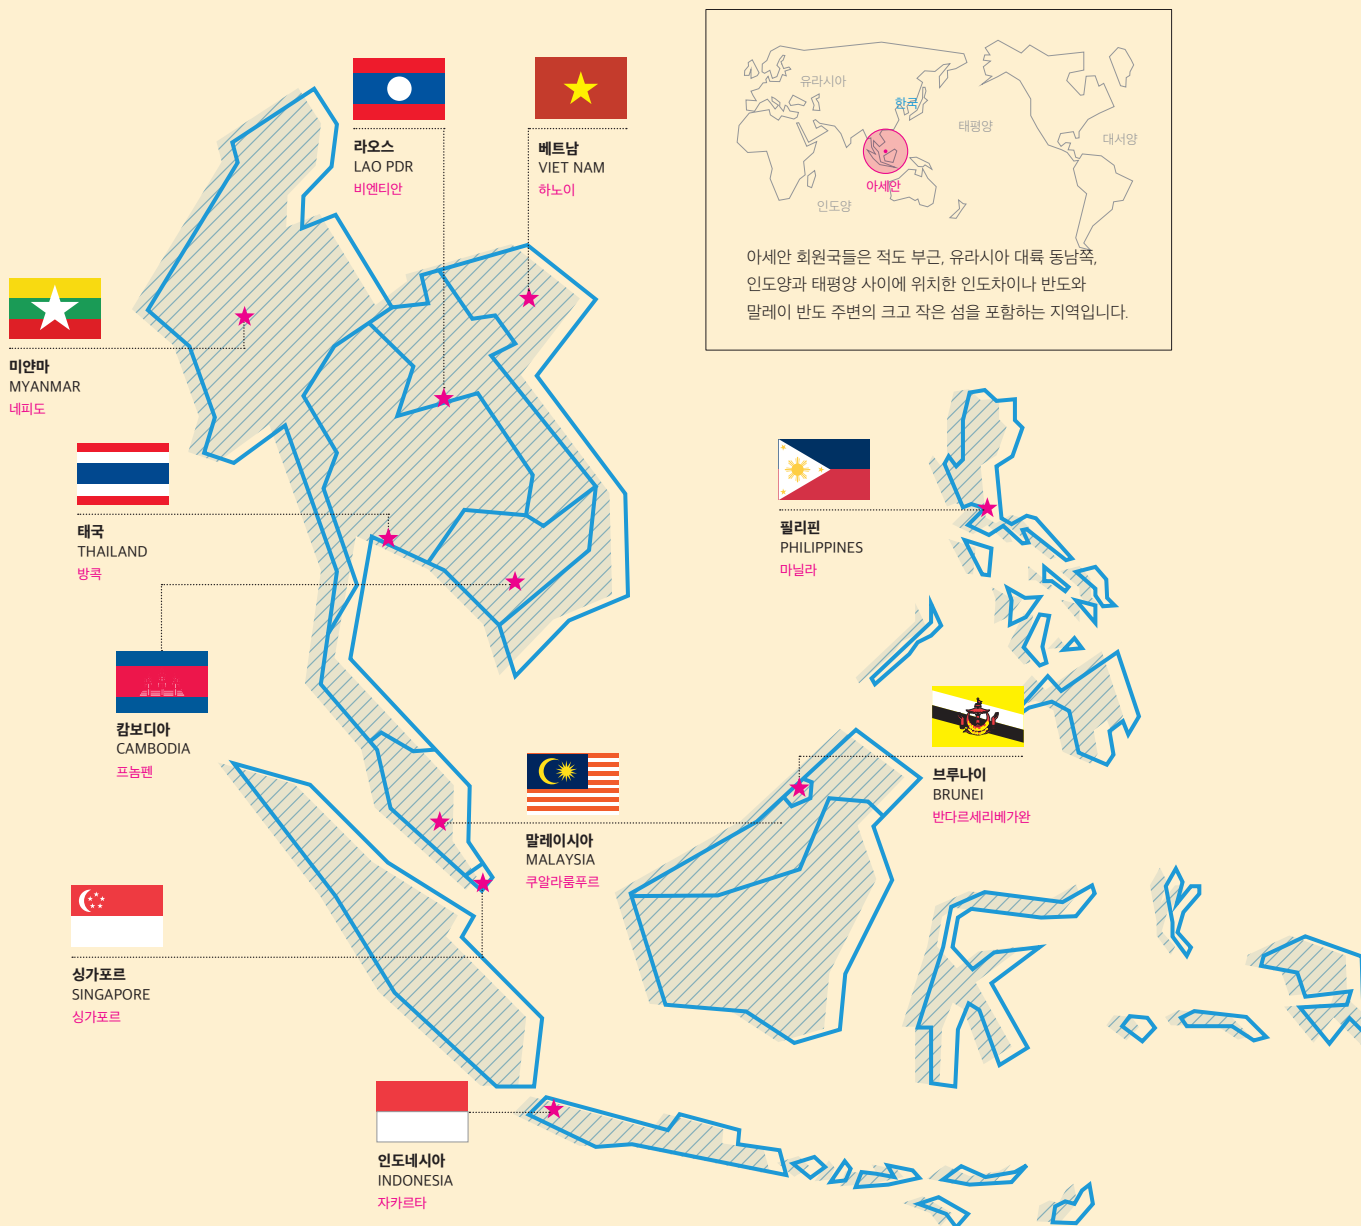 라오스
LAO PDR
비엔티안
베트남
VIET NAM
하노이
유라시아
한국
태평양
대서양
아세안
인도양
아세안 회원국들은 적도 부근, 유라시아 대륙 동남쪽,
인도양과 태평양 사이에 위치한 인도차이나 반도와
말레이 반도 주변의 크고 작은 섬을 포함하는 지역입니다.
미얀마
MYANMAR
네피도
태국
THAILAND
방콕
필리핀
PHILIPPINES
마닐라
캄보디아
CAMBODIA
프놈펜
브루나이
BRUNEI
반다르세리베가완
말레이시아
MALAYSIA
쿠알라룸푸르
싱가포르
SINGAPORE
싱가포르
인도네시아
INDONESIA
자카르타